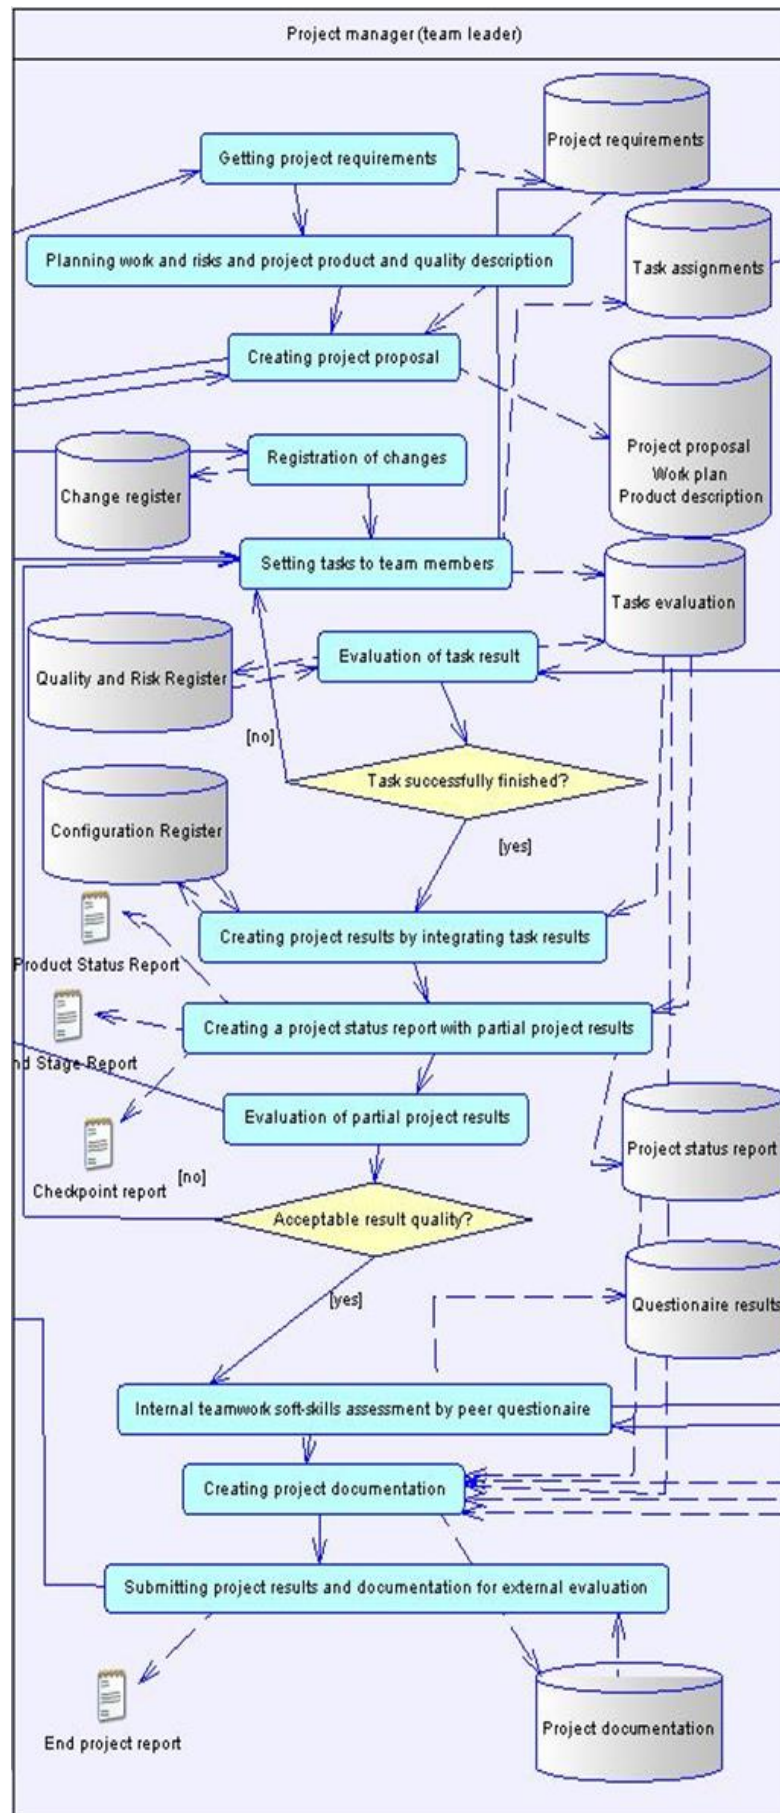 Project manager (team leader)
Project requirements
Getting project requirements
Task assignments
Planning work and risks and project product and quality description
Creating project proposal
Project proposal
Work plan
Product description
Registration of changes
Change register
Setting tasks to team members
Tasks evaluation
Evaluation of task result
Quality and Risk Register
[no]
Task successfully finished?
Configuration Register
[yes]
Creating project results by integrating task results
Product Status Report
Creating a project status report with partial project results
nd Stage Report
Evaluation of partial project results
Project status report
Checkpoint report
[no]
Acceptable result quality?
[yes]
Questionaire results
Internal teamwork soft-skills assessment by peer questionaire
Creating project documentation
Submitting project results and documentation for external evaluation
End project report
Project documentation